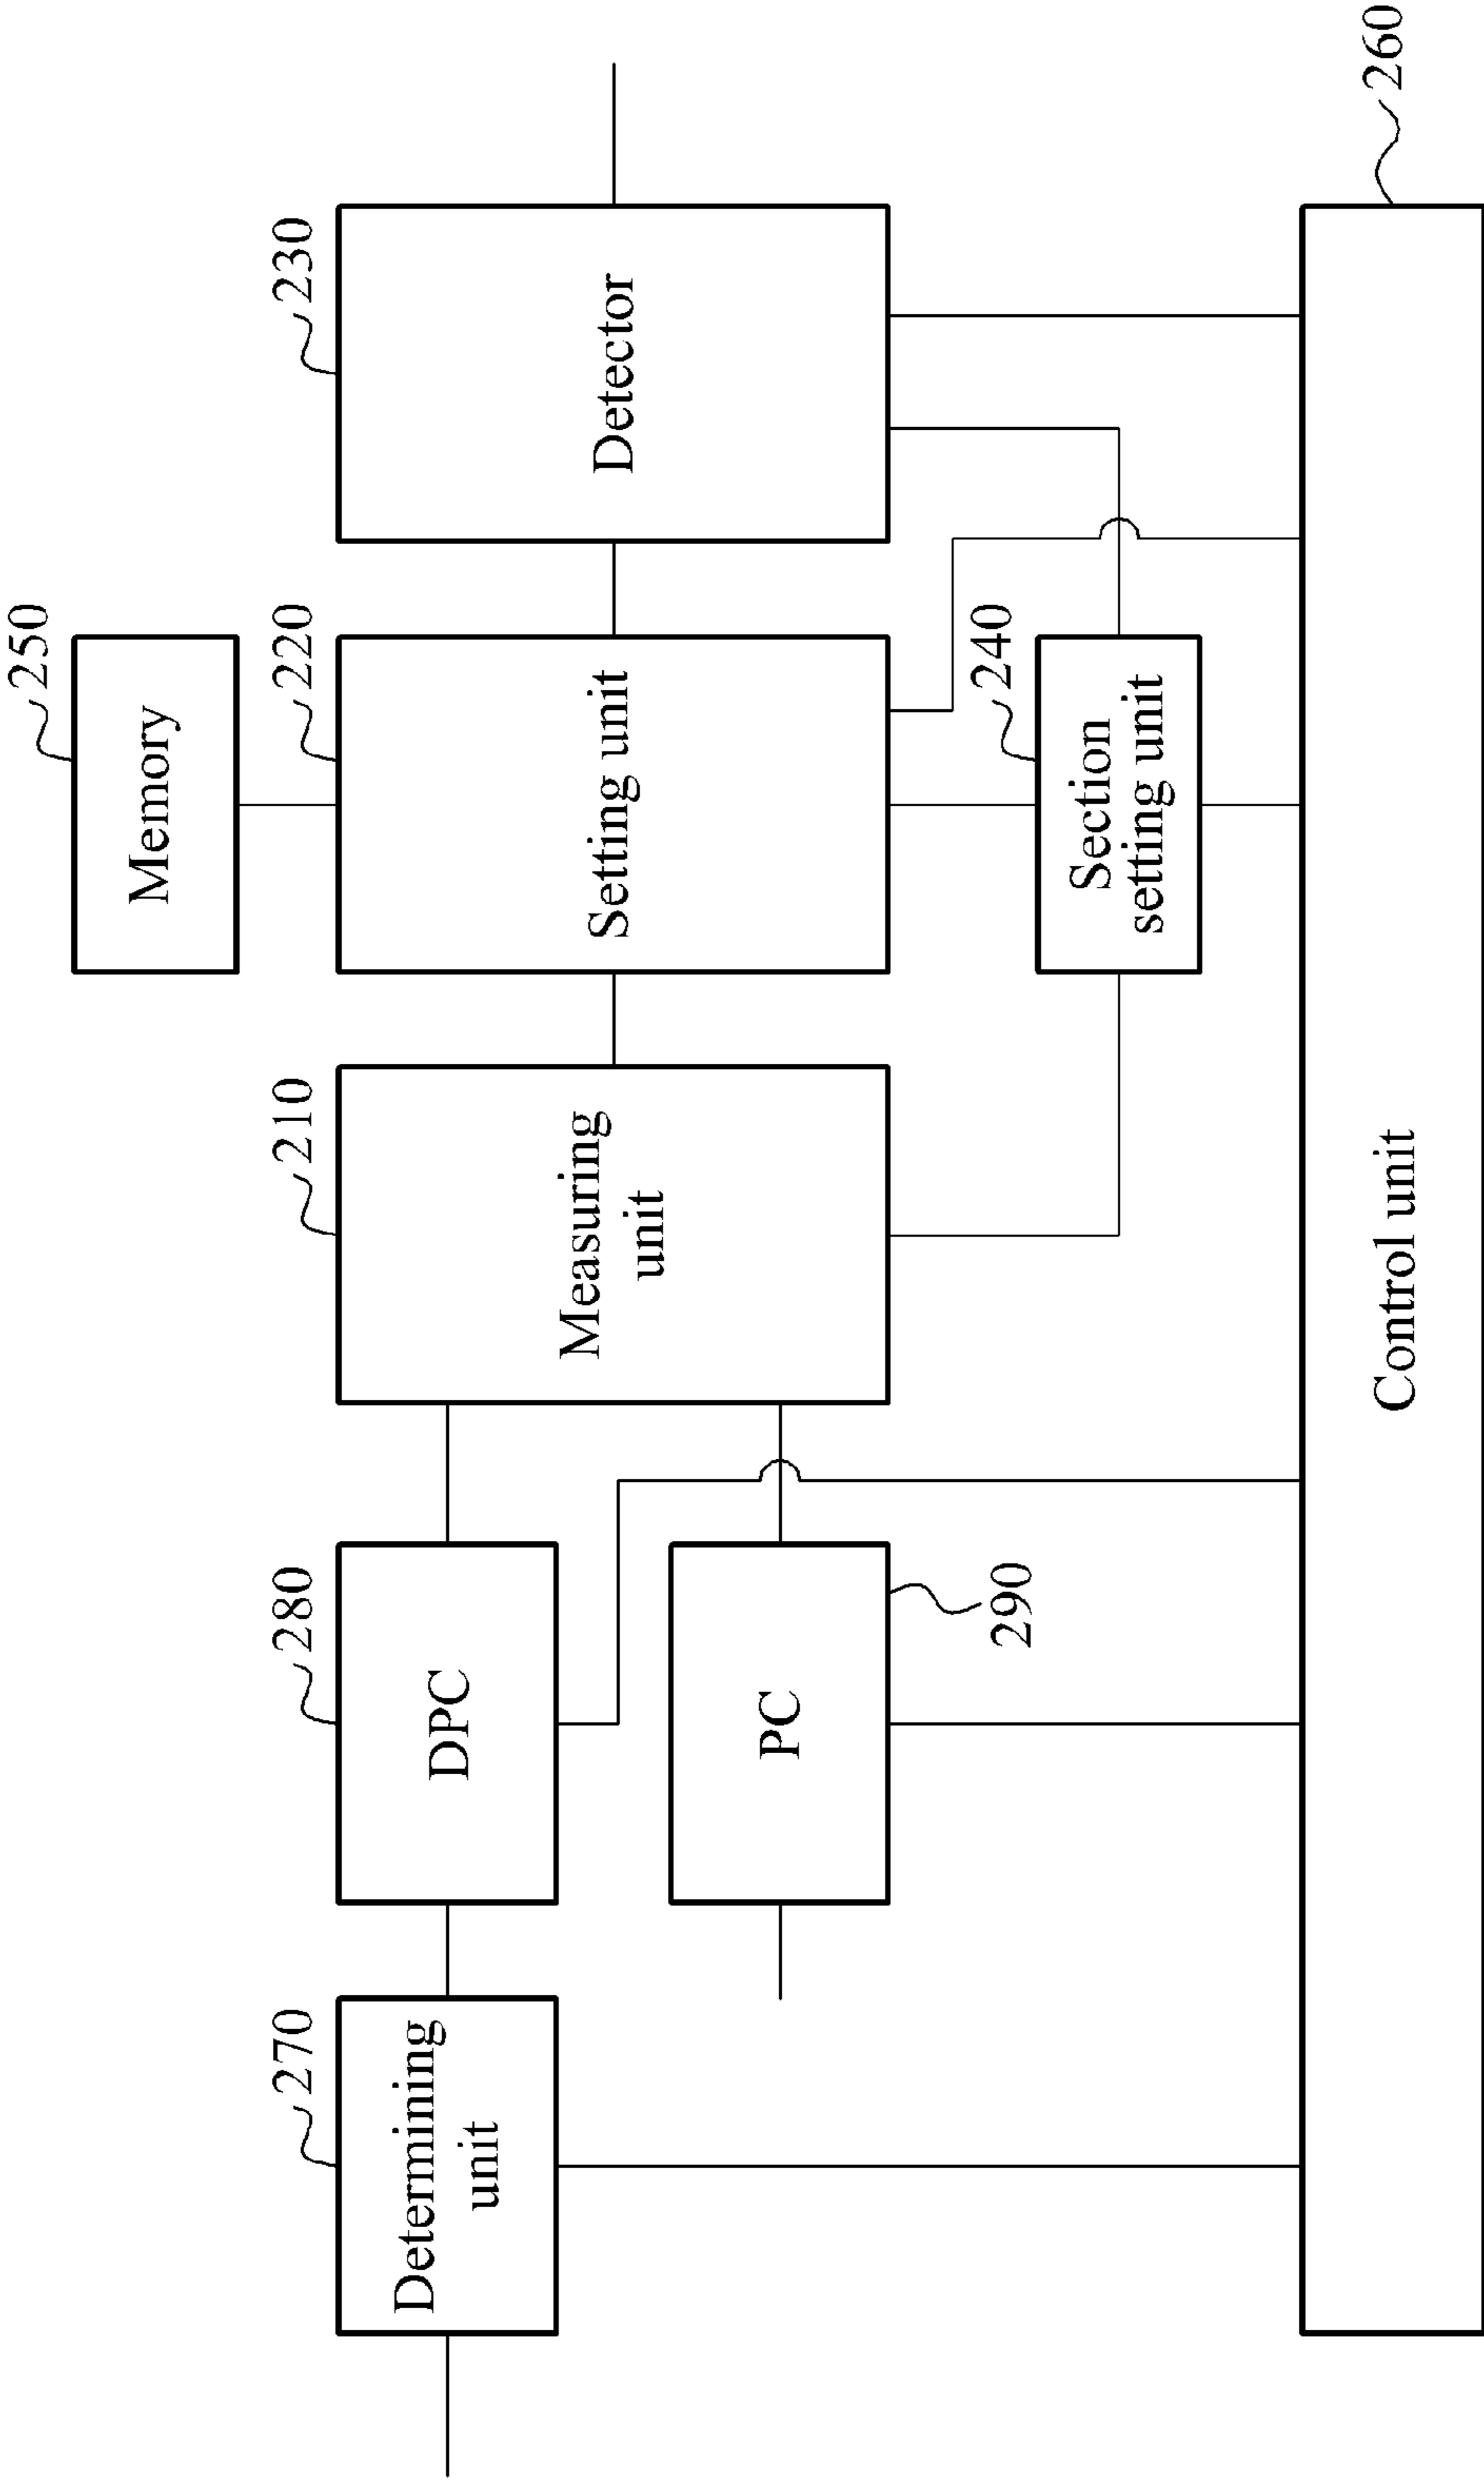 250
Memory
270
280
210
220
230
Determining
unit
DPC
Measuring
unit
Setting unit
Detector
PC
290
240
Section
setting unit
Control unit
260